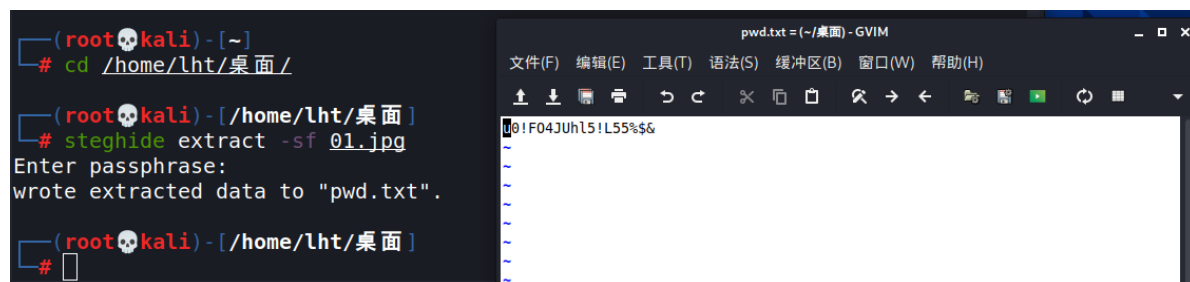 ┌──(root💀kali)-[~]
└─# cd /home/lht/桌面/
┌──(root💀kali)-[/home/lht/桌面]
└─# steghide extract -sf 01.jpg
Enter passphrase:
wrote extracted data to "pwd.txt".
┌──(root💀kali)-[/home/lht/桌面]
└─#
pwd.txt = (~/桌面) - GVIM
文件(F) 编辑(E) 工具(T) 语法(S) 缓冲区(B) 窗口(W) 帮助(H)
u0!FO4JUhl5!L55%$&
~
~
~
~
~
~
~
~